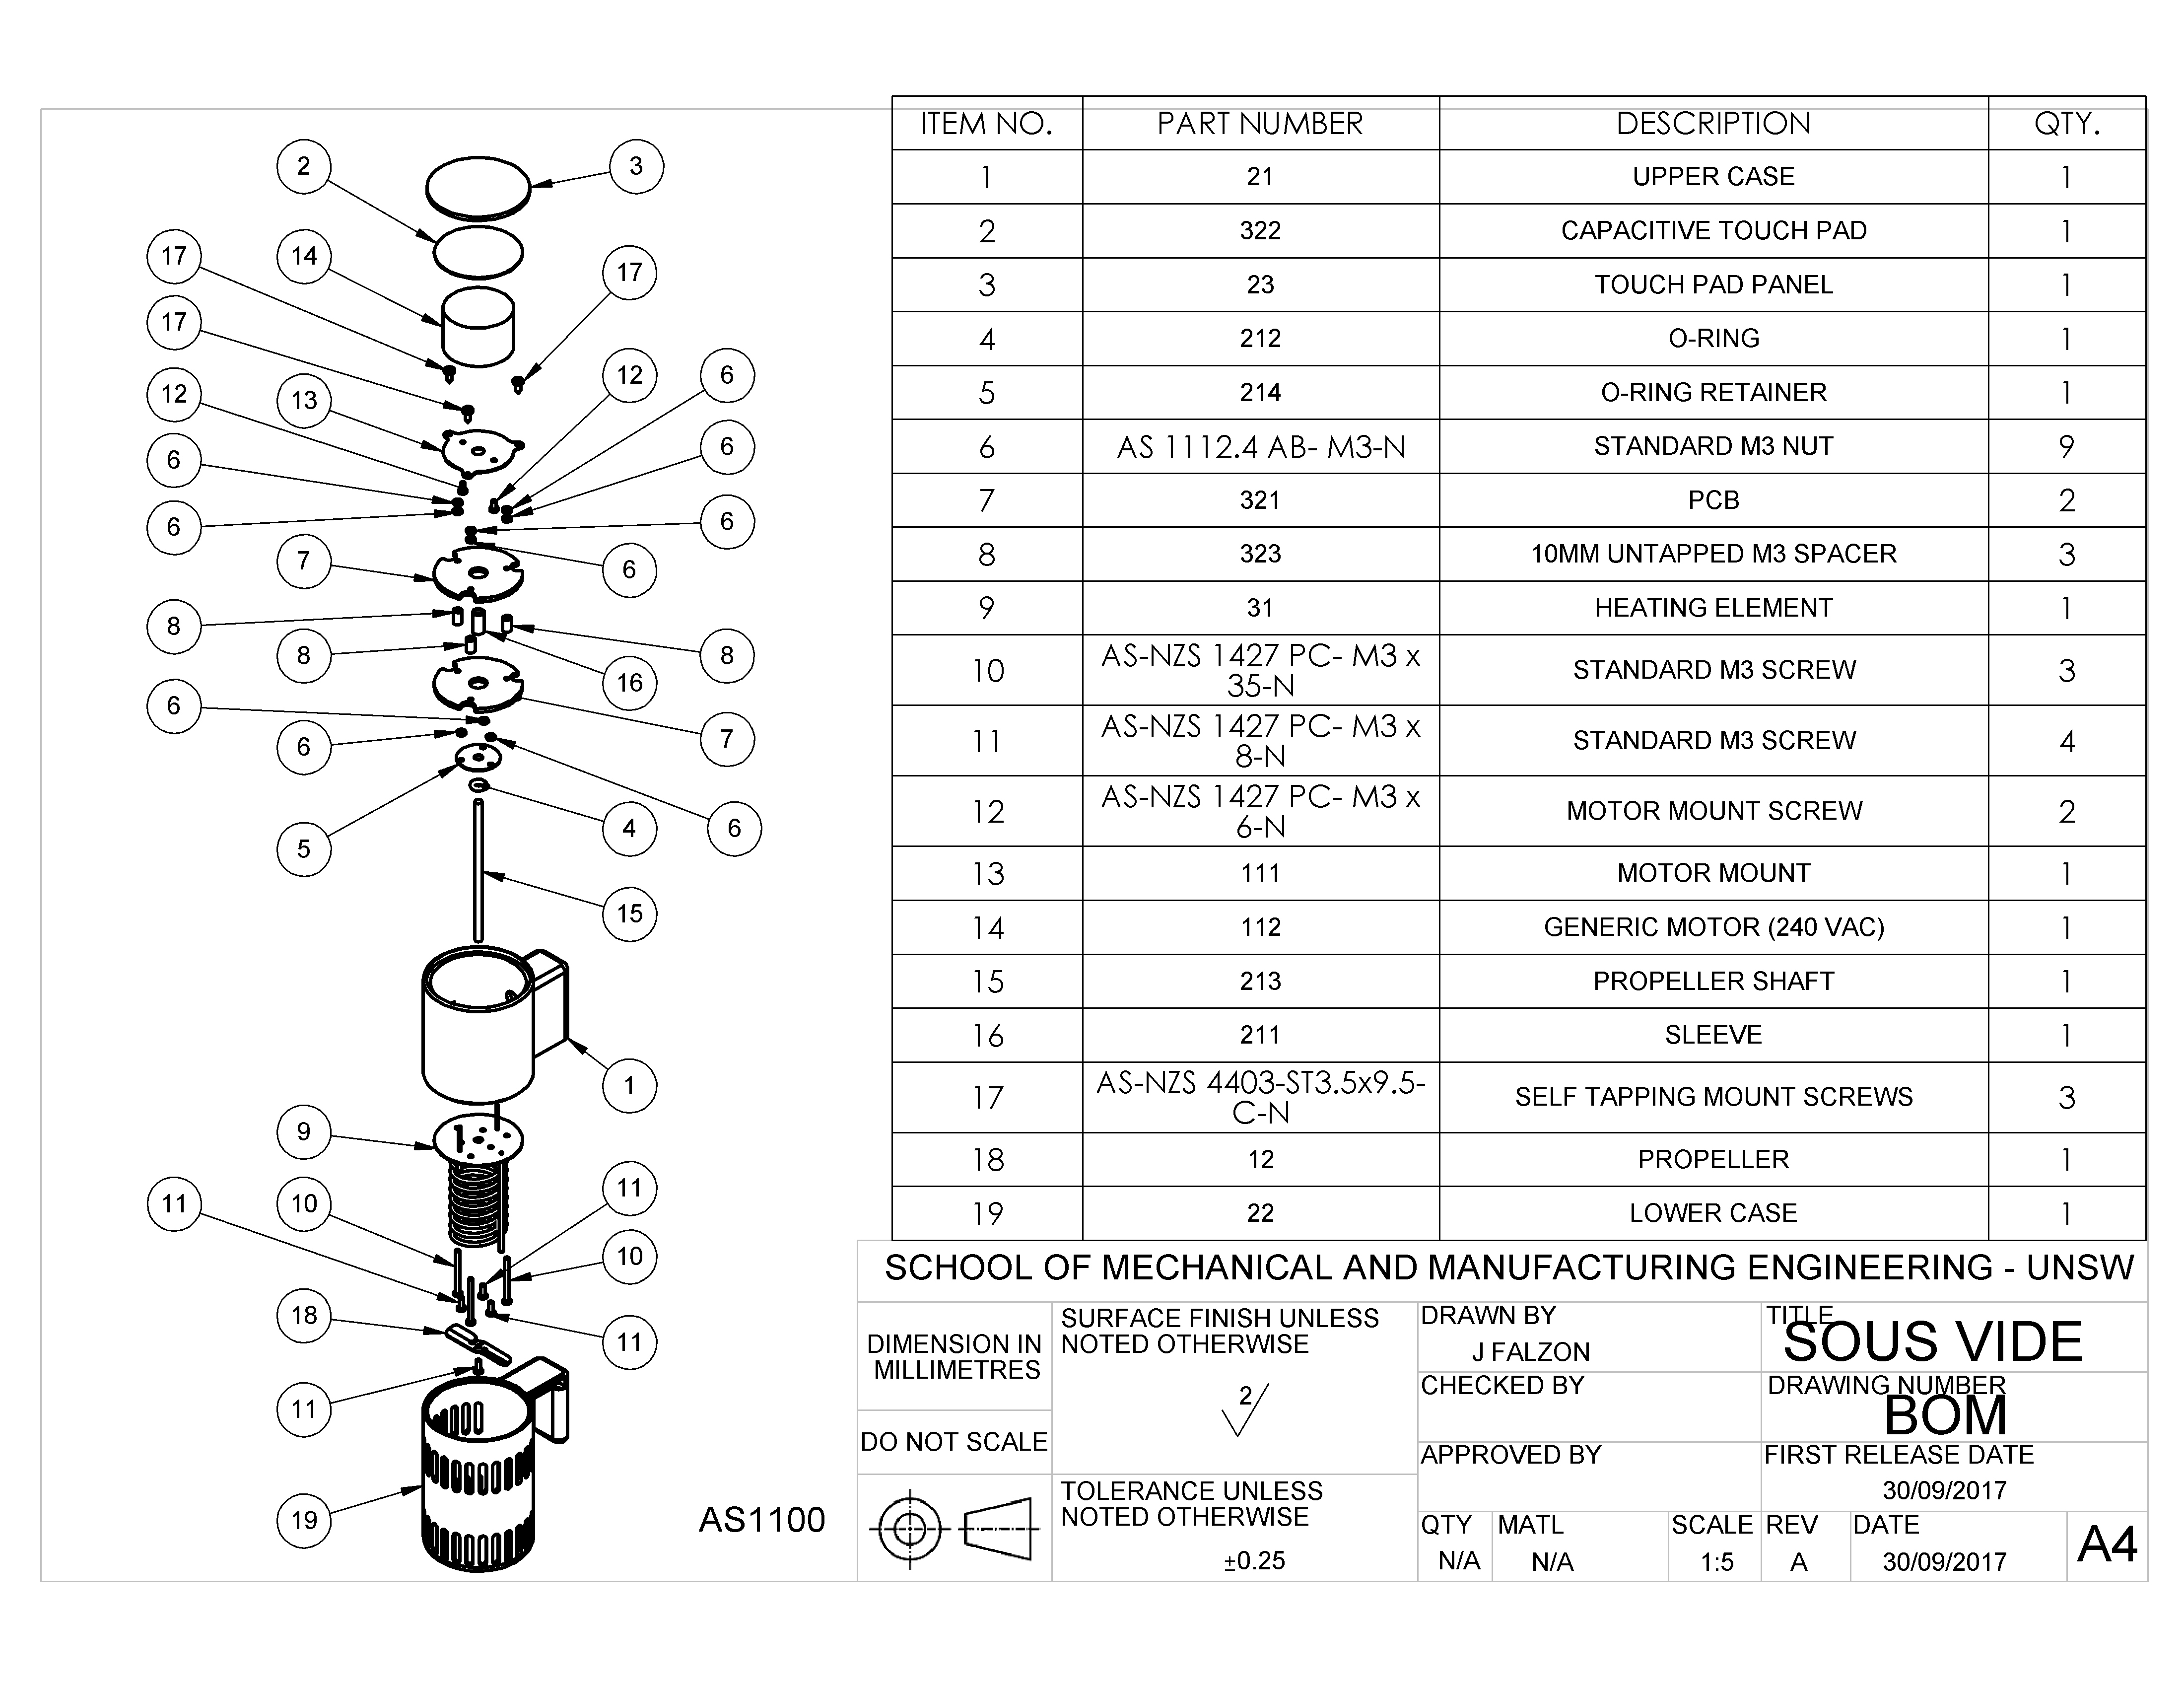 2
3
17
14
17
17
12
6
12
13
6
6
6
6
7
6
8
8
8
16
6
7
6
5
4
6
15
1
9
11
10
11
10
18
11
11
19
AS1100
ITEM NO. PART NUMBER DESCRIPTION QTY.
1 21 UPPER CASE 1
2 322 CAPACITIVE TOUCH PAD 1
3 23 TOUCH PAD PANEL 1
4 212 O-RING 1
5 214 O-RING RETAINER 1
6 AS 1112.4 AB- M3-N STANDARD M3 NUT 9
7 321 PCB 2
8 323 10MM UNTAPPED M3 SPACER 3
9 31 HEATING ELEMENT 1
10 AS-NZS 1427 PC- M3 x
35-N STANDARD M3 SCREW 3
11 AS-NZS 1427 PC- M3 x
8-N STANDARD M3 SCREW 4
12 AS-NZS 1427 PC- M3 x
6-N MOTOR MOUNT SCREW 2
13 111 MOTOR MOUNT 1
14 112 GENERIC MOTOR (240 VAC) 1
15 213 PROPELLER SHAFT 1
16 211 SLEEVE 1
17 AS-NZS 4403-ST3.5x9.5-
C-N SELF TAPPING MOUNT SCREWS 3
18 12 PROPELLER 1
19 22 LOWER CASE 1
SCHOOL OF MECHANICAL AND MANUFACTURING ENGINEERING - UNSW
DIMENSION IN
MILLIMETRES
DO NOT SCALE
SURFACE FINISH UNLESS
NOTED OTHERWISE
2
TOLERANCE UNLESS
NOTED OTHERWISE
±0.25
DRAWN BY
J FALZON
CHECKED BY
APPROVED BY
TITLE
SOUS VIDE
DRAWING NUMBER
BOM
FIRST RELEASE DATE
30/09/2017
QTY MATL SCALE REV DATE
N/A N/A 1:5 A 30/09/2017
A4